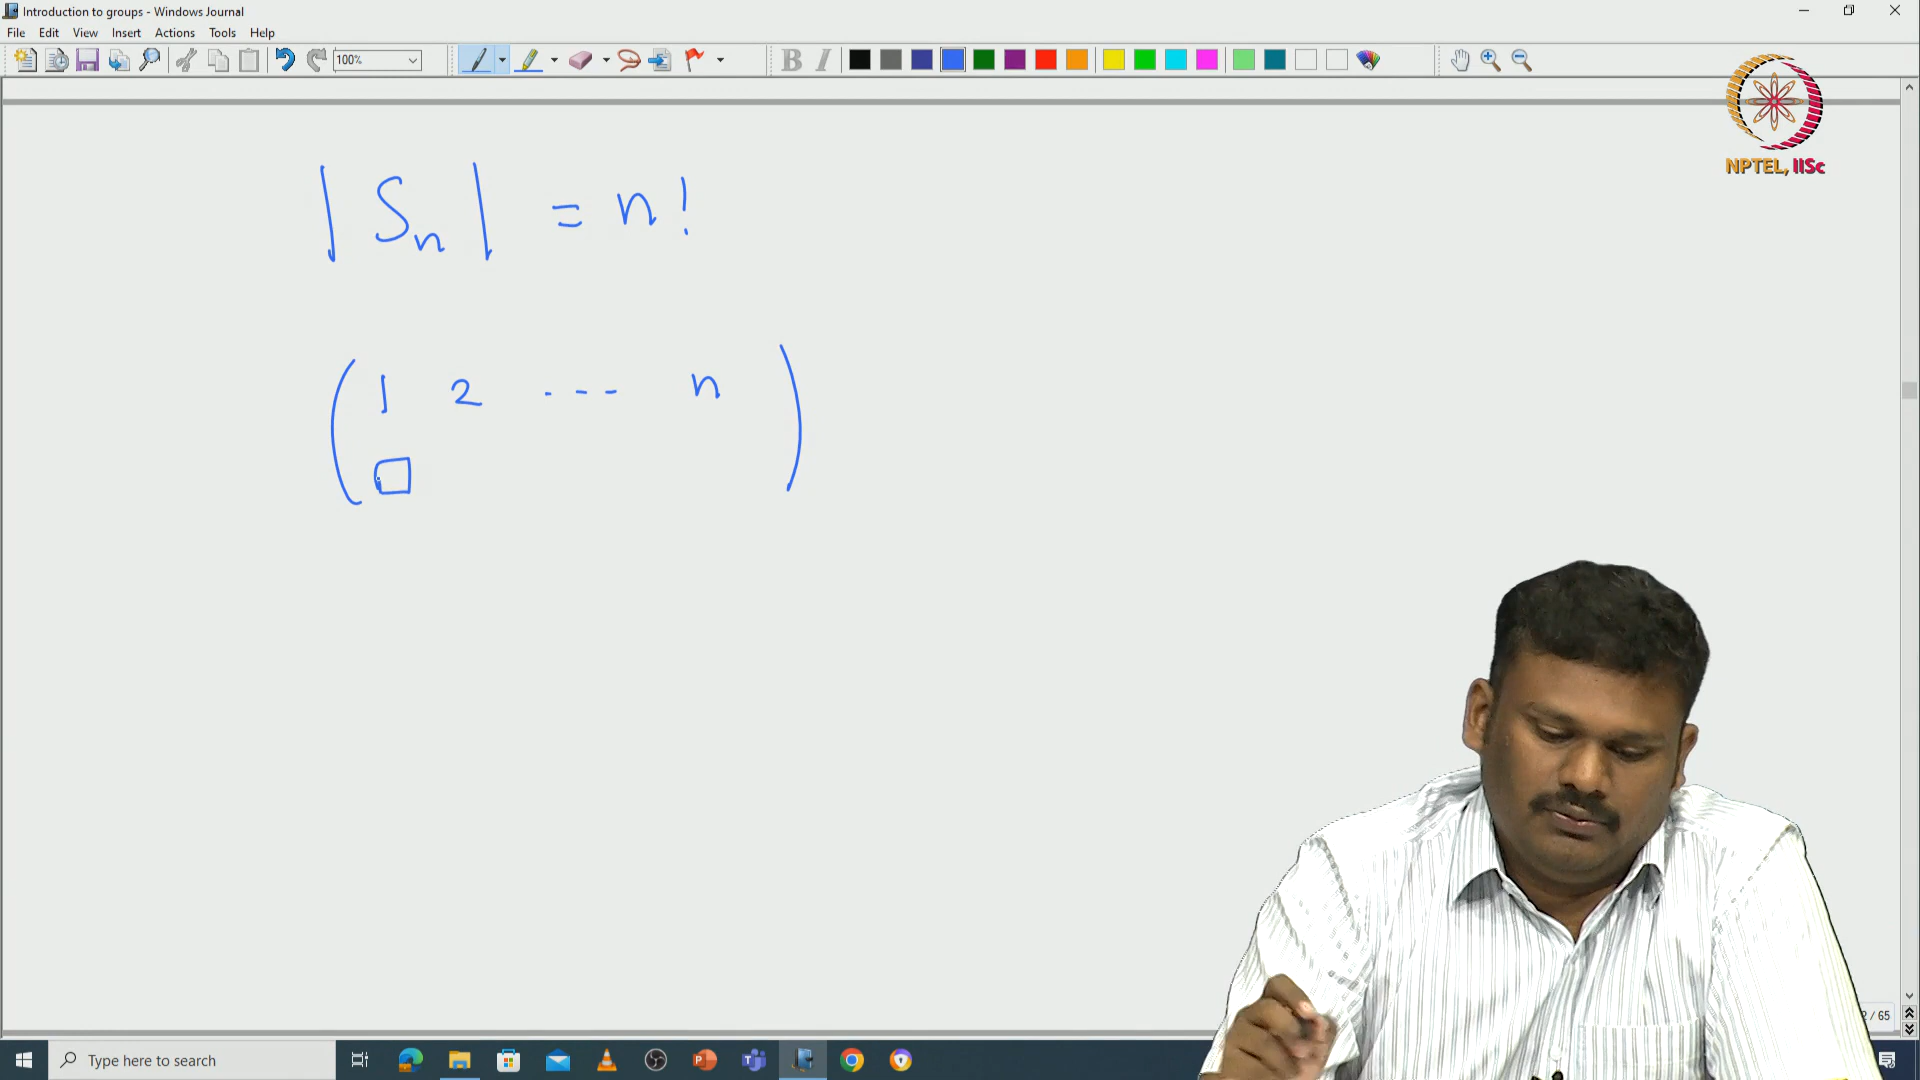 Introduction to groups - Windows Journal
File Edit View Insert Actions Tools Help
100%
B I
NPTEL, IISc
| Sn | = n!
( 1 2 . - - - n )
/ 65
Type here to search